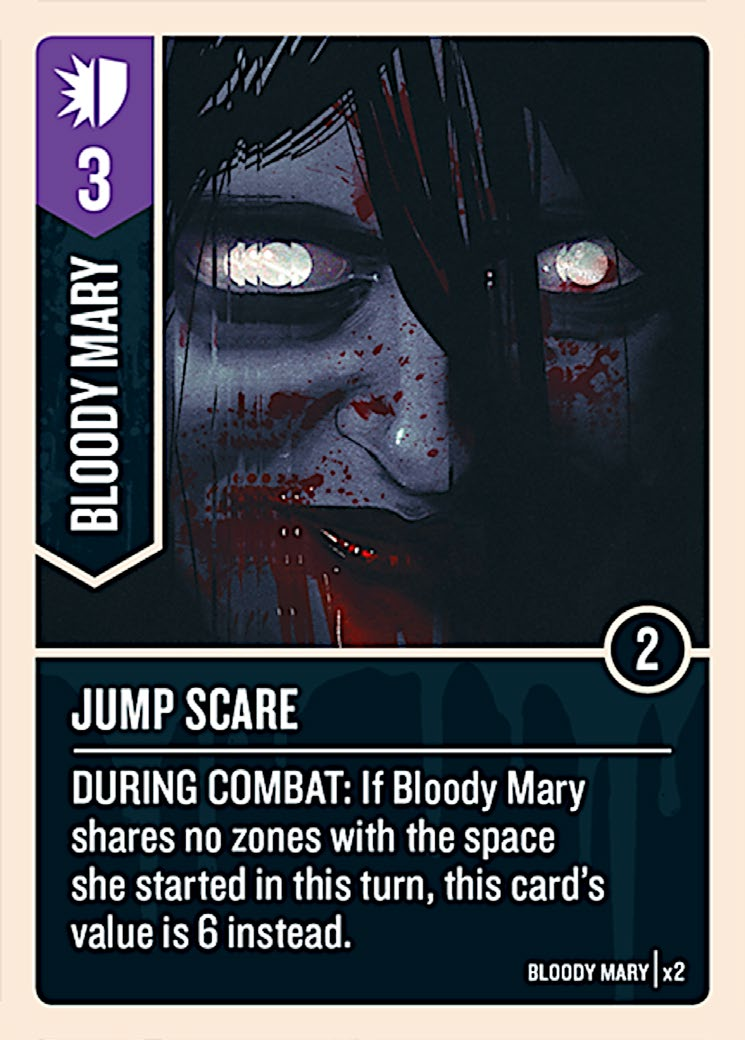 3
BLOODY MARY
2
JUMP SCARE
DURING COMBAT: If Bloody Mary
shares no zones with the space
she started in this turn, this card's
value is 6 instead.
BLOODY MARY | x2